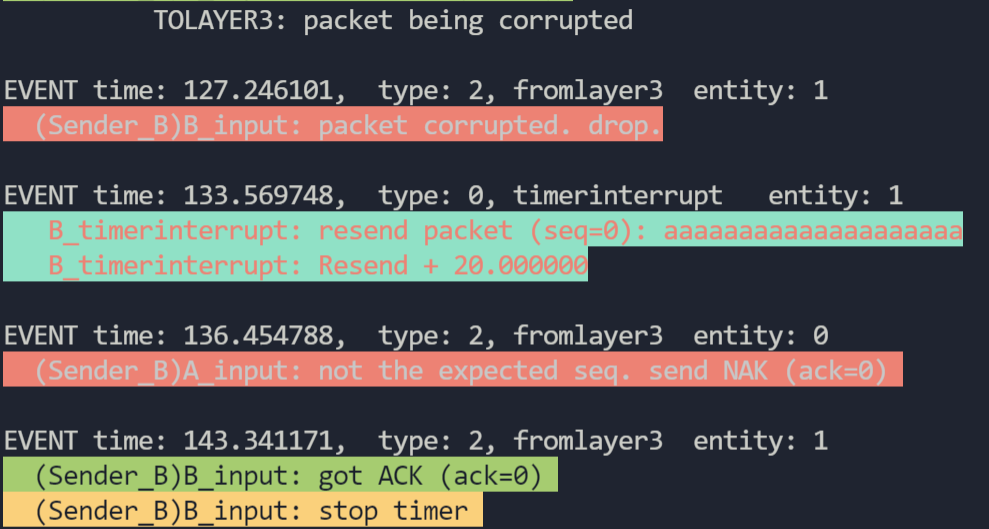 TOLAYER3: packet being corrupted
EVENT time: 127.246101,  type: 2, fromlayer3  entity: 1
(Sender_B)B_input: packet corrupted. drop.
EVENT time: 133.569748,  type: 0, timerinterrupt   entity: 1
B_timerinterrupt: resend packet (seq=0): aaaaaaaaaaaaaaaaaaaa
B_timerinterrupt: Resend + 20.000000
EVENT time: 136.454788,  type: 2, fromlayer3  entity: 0
(Sender_B)A_input: not the expected seq. send NAK (ack=0)
EVENT time: 143.341171,  type: 2, fromlayer3  entity: 1
(Sender_B)B_input: got ACK (ack=0)
(Sender_B)B_input: stop timer